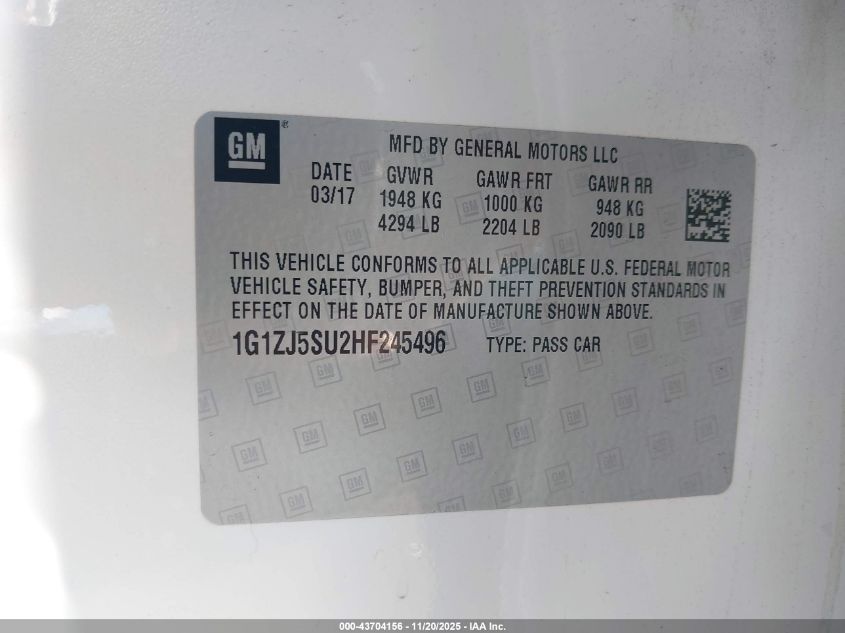 GM®
MFD BY GENERAL MOTORS LLC
DATE GVWR GAWR FRT GAWR RR
03/17 1948 KG 1000 KG 948 KG
4294 LB 2204 LB 2090 LB
THIS VEHICLE CONFORMS TO ALL APPLICABLE U.S. FEDERAL MOTOR
VEHICLE SAFETY, BUMPER, AND THEFT PREVENTION STANDARDS IN
EFFECT ON THE DATE OF MANUFACTURE SHOWN ABOVE.
1G1ZJ5SU2HF245496 TYPE: PASS CAR
000-43704156 - 11/20/2025 - IAA Inc.